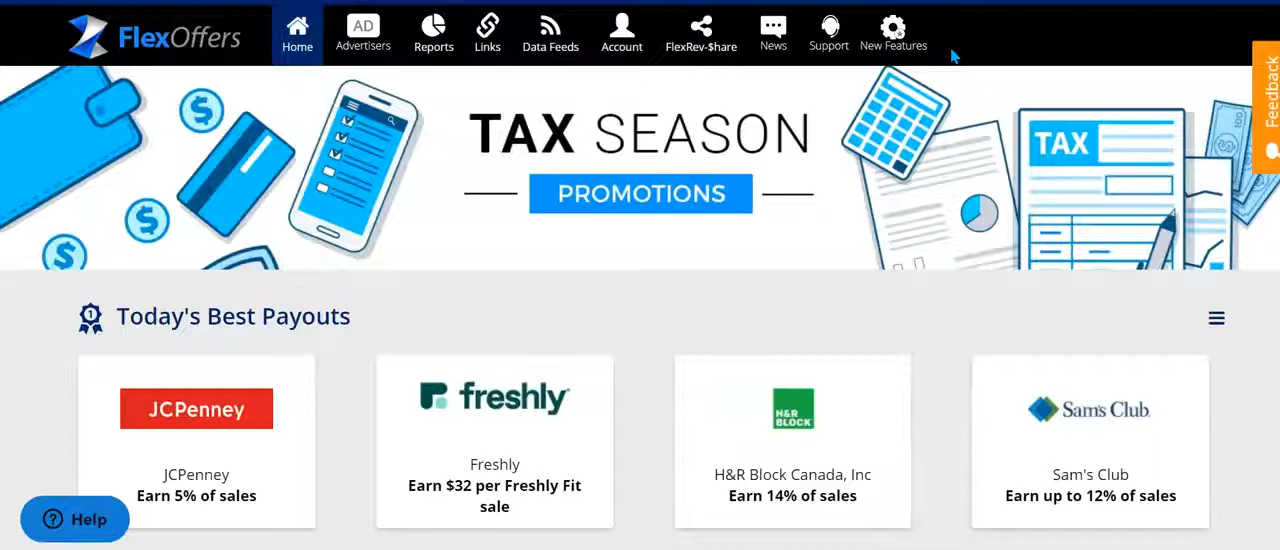 FlexOffers
Home
AD
Advertisers
Reports
Links
Data Feeds
Account
FlexRev-$hare
News
Support
New Features
Feedback
TAX SEASON
PROMOTIONS
TAX
100
$
$
$
1
Today's Best Payouts
JCPenney
JCPenney
Earn 5% of sales
freshly
Freshly
Earn $32 per Freshly Fit
sale
H&R
BLOCK
H&R Block Canada, Inc
Earn 14% of sales
Sam's Club
Sam's Club
Earn up to 12% of sales
? Help